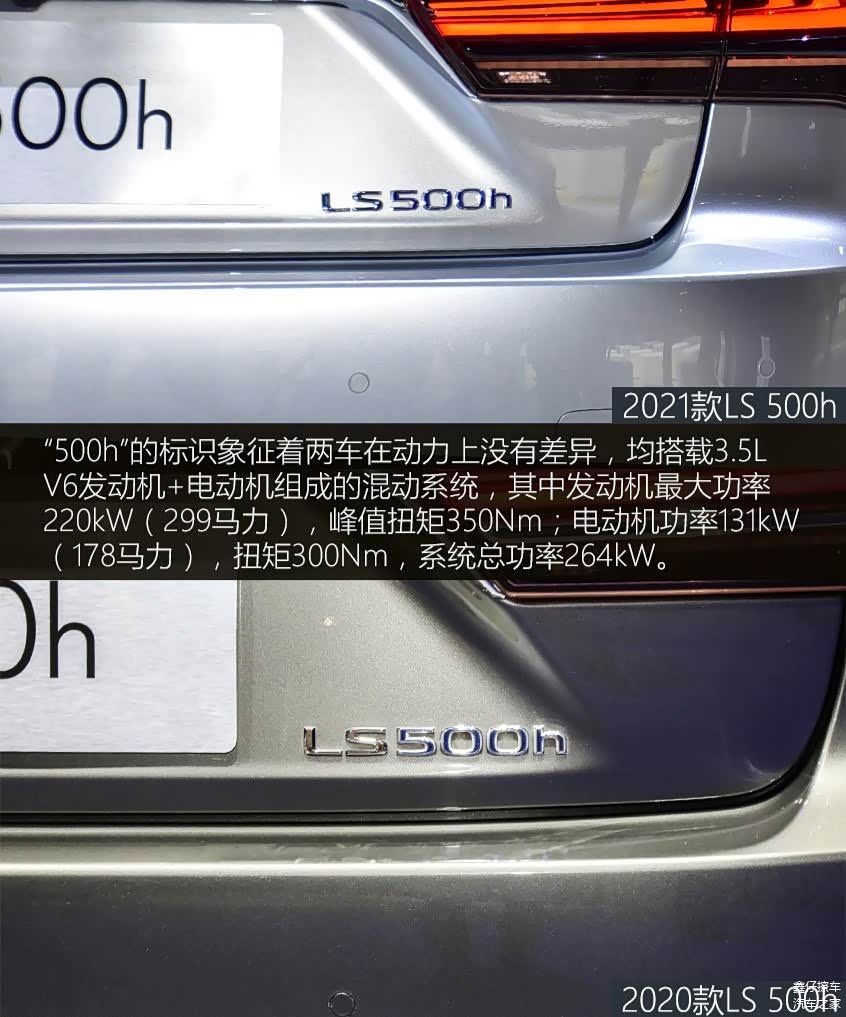 500h
LS500h
2021款LS 500h
“500h”的标识象征着两车在动力上没有差异，均搭载3.5L
V6发动机+电动机组成的混动系统，其中发动机最大功率
220kW（299马力），峰值扭矩350Nm；电动机功率131kW
（178马力），扭矩300Nm，系统总功率264kW。
0h
LS500h
2020款LS 500h
汽车之家